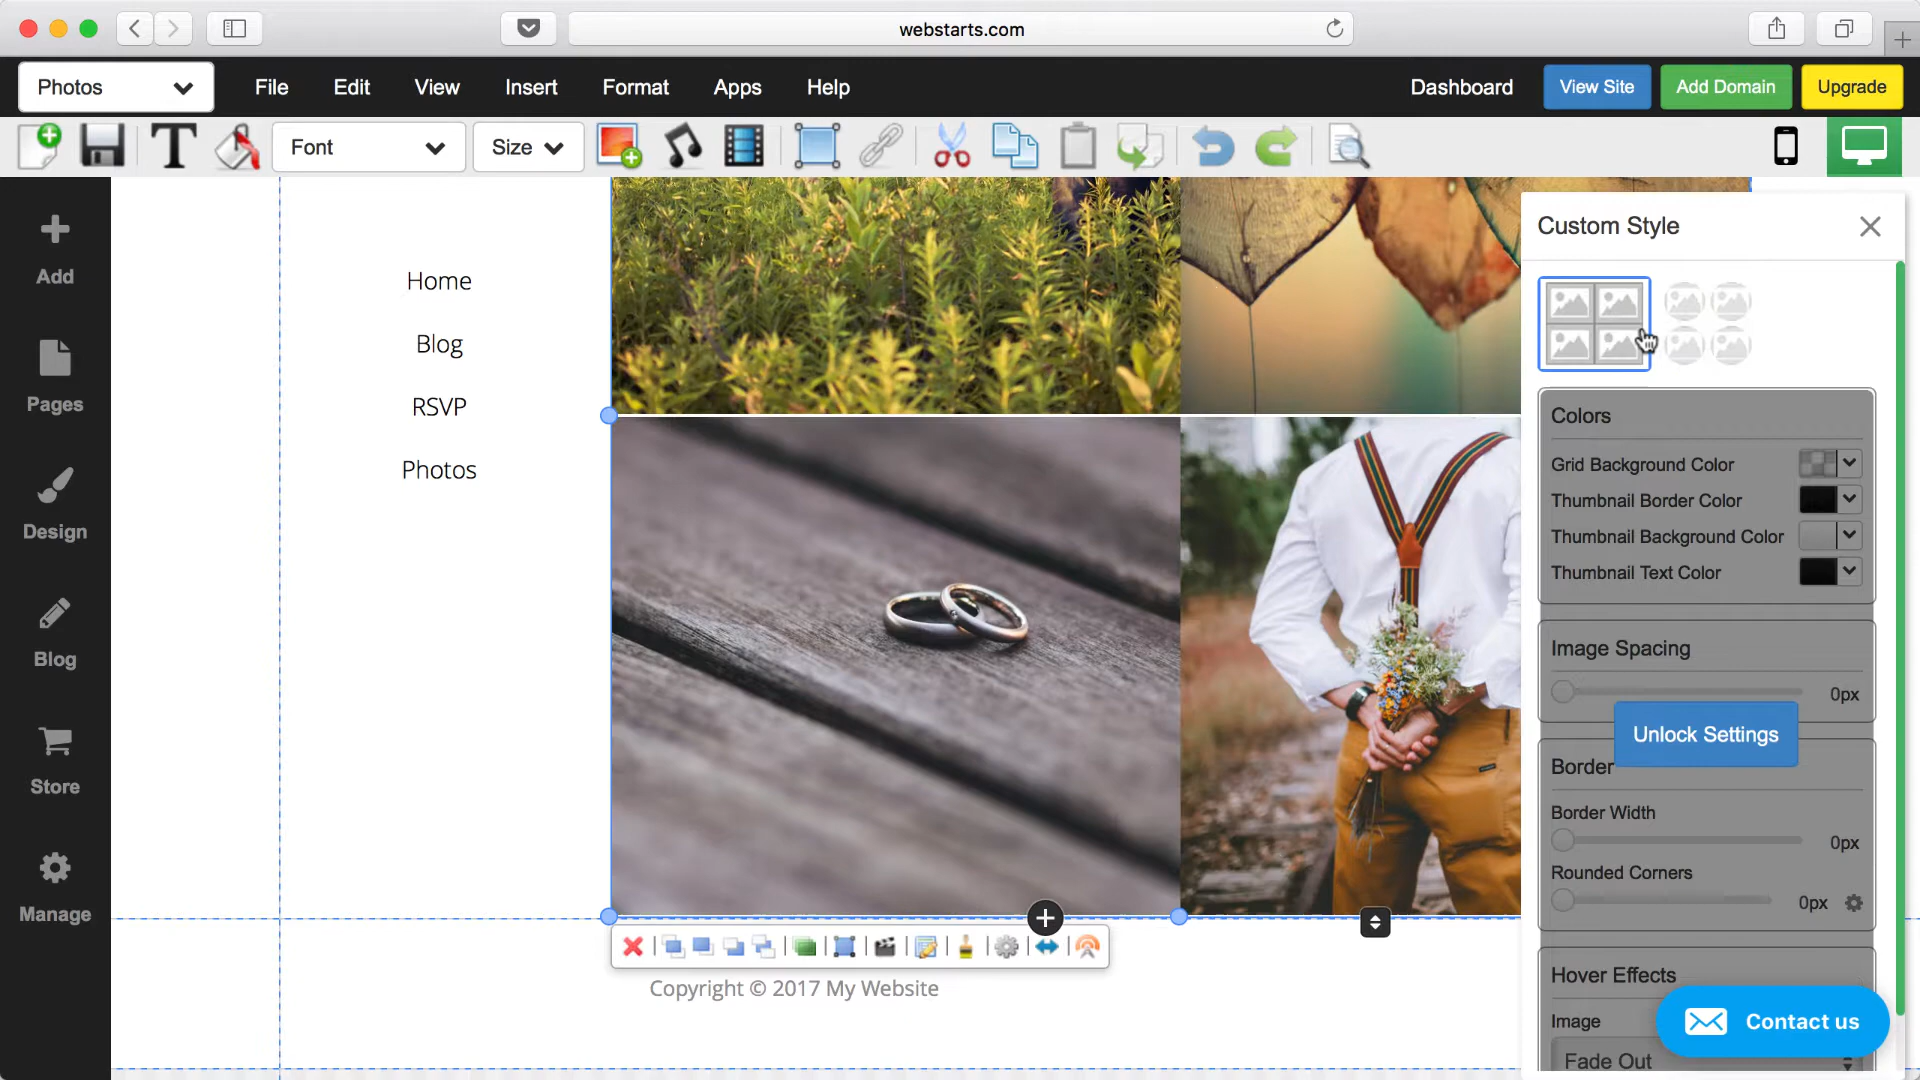 webstarts.com
Photos File Edit View Insert Format Apps Help Dashboard View Site Add Domain Upgrade
T Font Size
Add
Pages
Design
Blog
Store
Manage
Home
Blog
RSVP
Photos
Copyright © 2017 My Website
Custom Style
Colors
Grid Background Color
Thumbnail Border Color
Thumbnail Background Color
Thumbnail Text Color
Image Spacing
0px
Unlock Settings
Border
Border Width
0px
Rounded Corners
0px
Hover Effects
Image
Fade Out
Contact us